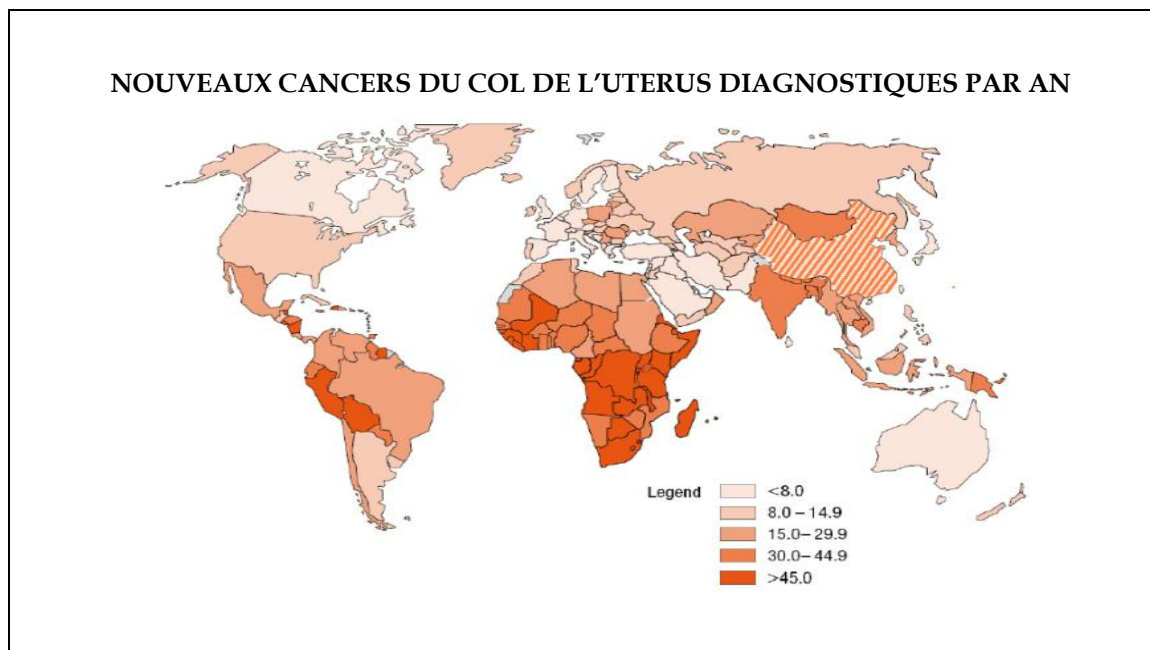 NOUVEAUX CANCERS DU COL DE L’UTERUS DIAGNOSTIQUES PAR AN
Legend
<8.0
8.0 – 14.9
15.0– 29.9
30.0– 44.9
>45.0